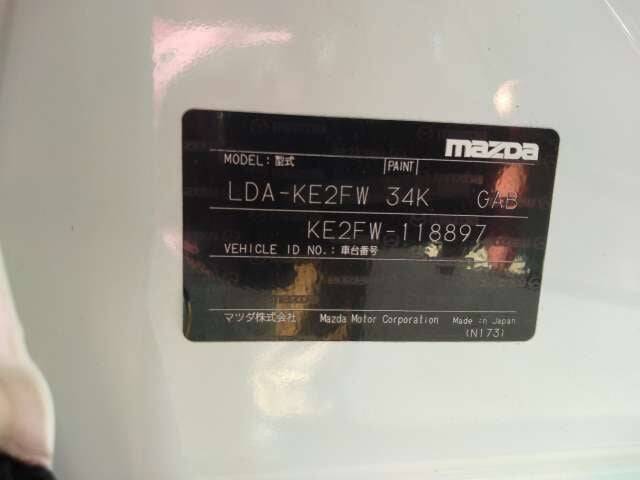 mazda
MODEL: 型式 PAINT
LDA-KE2FW 34K GAB
KE2FW-118897
VEHICLE ID NO.: 車台番号
マツダ株式会社 Mazda Motor Corporation Made in Japan
(N173)